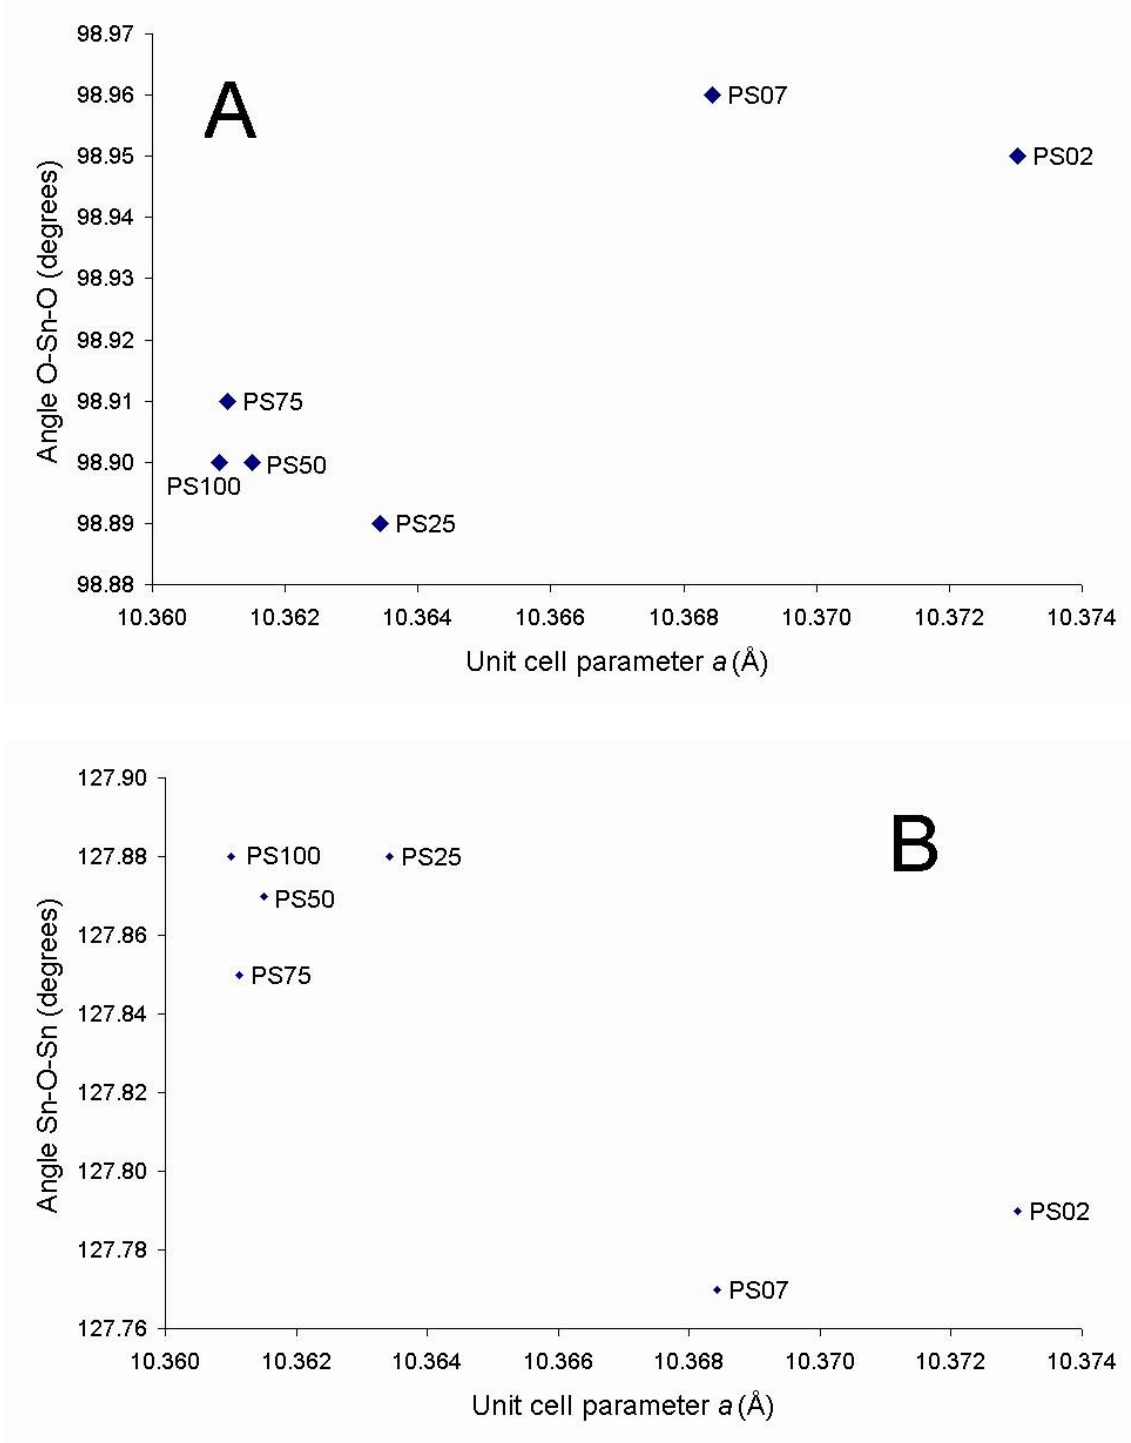 98.97
98.96
98.95
98.94
98.93
98.92
98.91
98.90
98.89
98.88
Angle O-Sn-O (degrees)
A
PS07
PS02
PS75
PS50
PS100
PS25
10.360 10.362 10.364 10.366 10.368 10.370 10.372 10.374
Unit cell parameter a (Å)
127.90
127.88
127.86
127.84
127.82
127.80
127.78
127.76
Angle Sn-O-Sn (degrees)
B
PS100
PS25
PS50
PS75
PS02
PS07
10.360 10.362 10.364 10.366 10.368 10.370 10.372 10.374
Unit cell parameter a (Å)